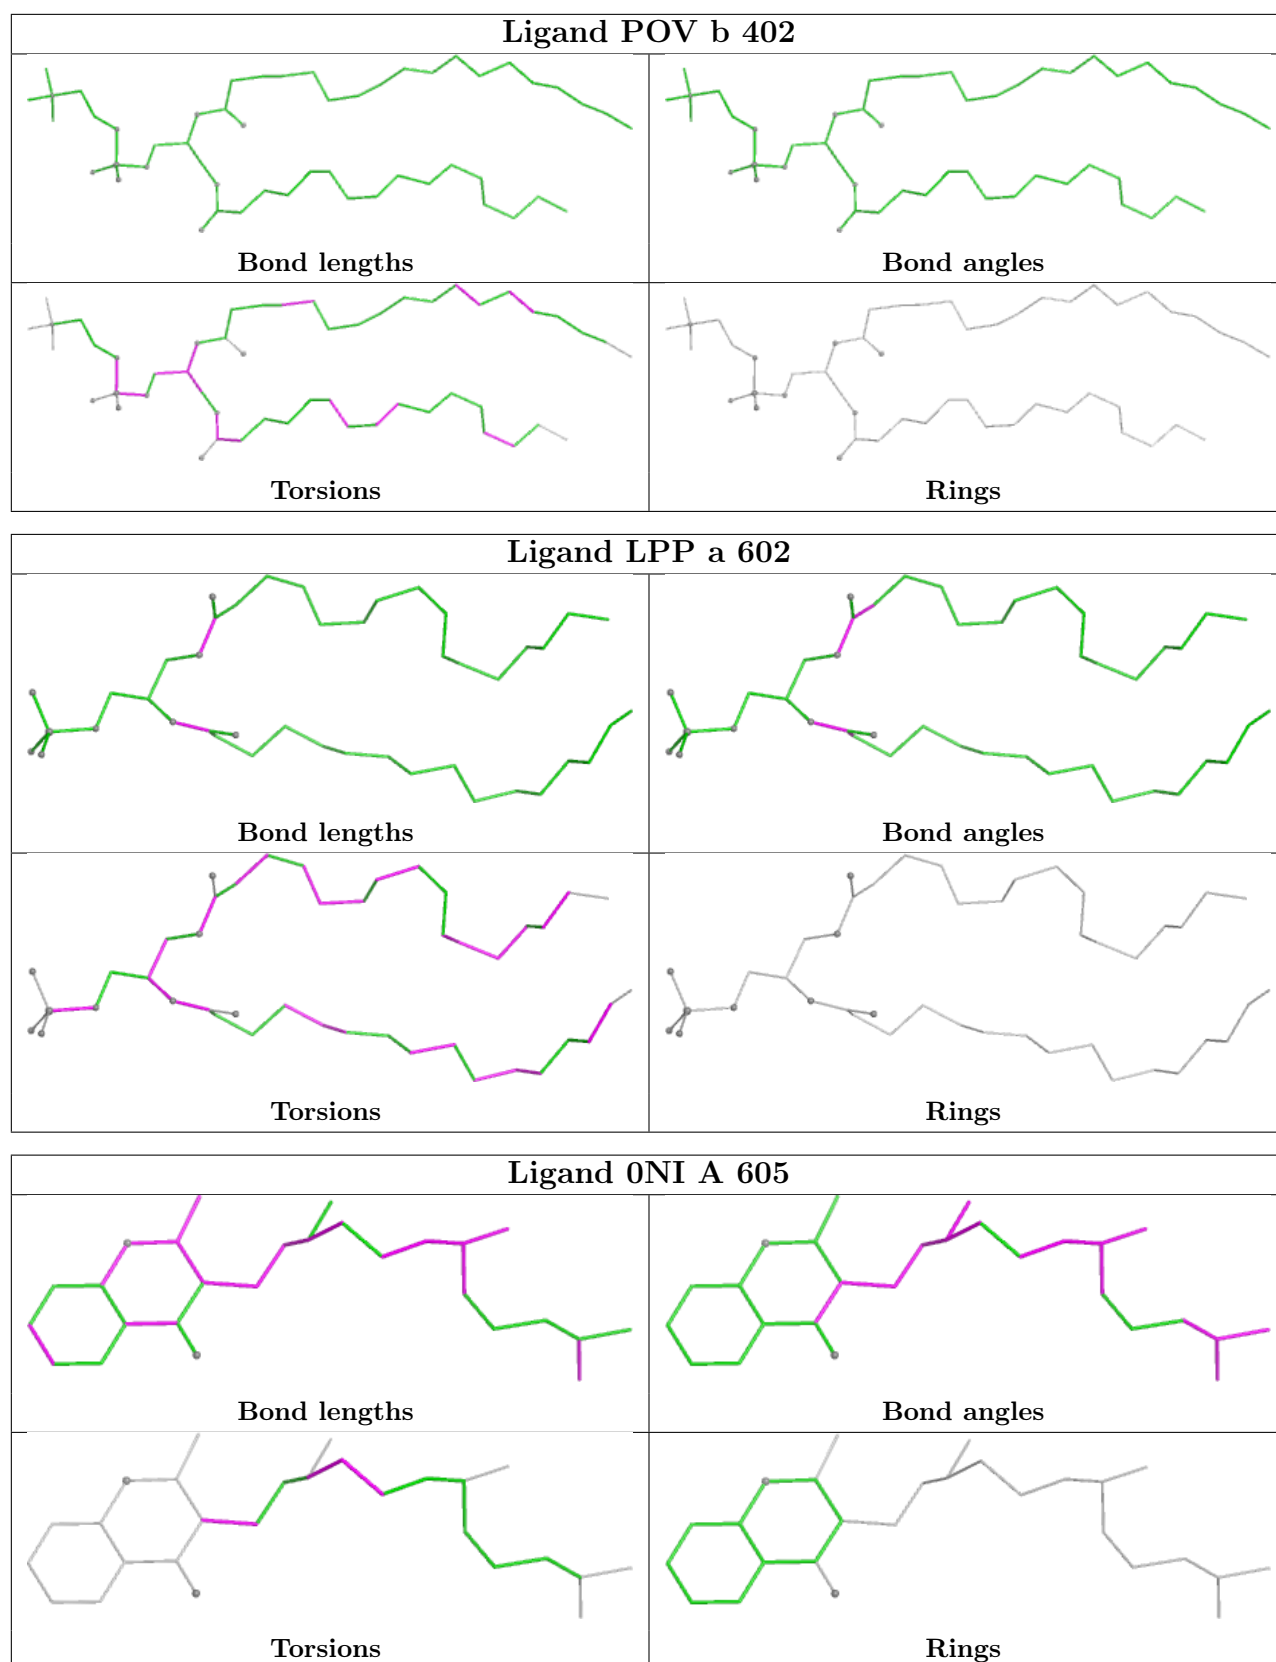 Ligand POV b 402
Bond lengths
Bond angles
Torsions
Rings
Ligand LPP a 602
Bond lengths
Bond angles
Torsions
Rings
Ligand 0NI A 605
Bond lengths
Bond angles
Torsions
Rings